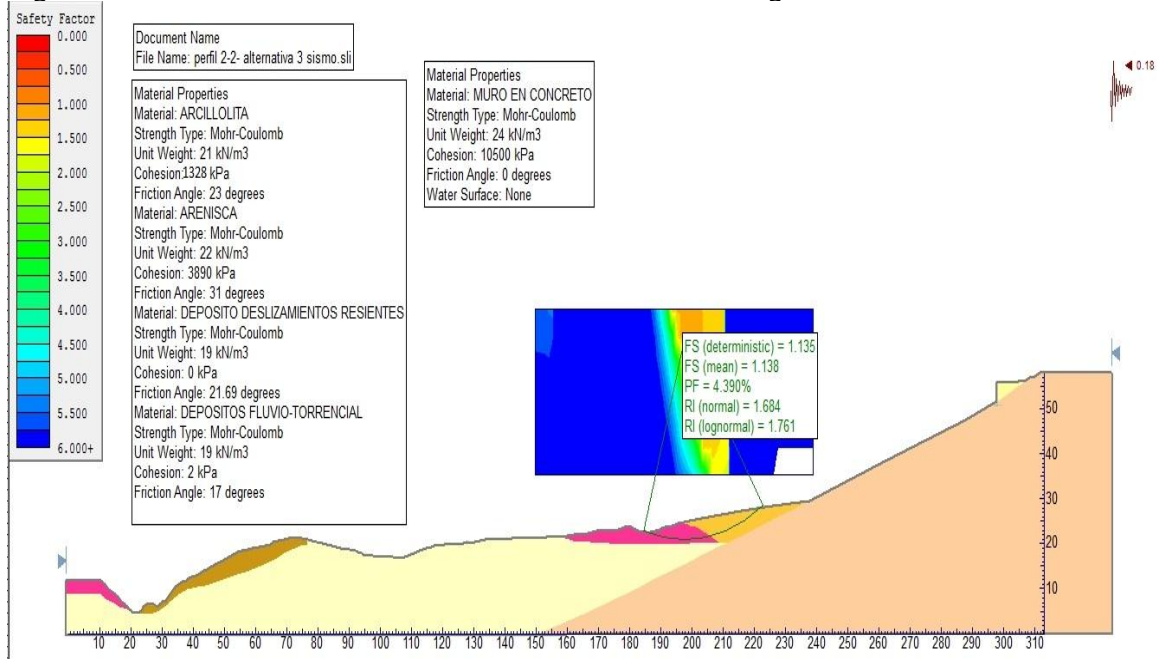 Safety Factor
0.000
0.500
1.000
1.500
2.000
2.500
3.000
3.500
4.000
4.500
5.000
5.500
6.000+
Document Name
File Name: perfil 2-2- alternativa 3 sismo.sli
Material Properties
Material: ARCILLOLITA
Strength Type: Mohr-Coulomb
Unit Weight: 21 kN/m3
Cohesion:1328 kPa
Friction Angle: 23 degrees
Material: ARENISCA
Strength Type: Mohr-Coulomb
Unit Weight: 22 kN/m3
Cohesion: 3890 kPa
Friction Angle: 31 degrees
Material: DEPOSITO DESLIZAMIENTOS RESIENTES
Strength Type: Mohr-Coulomb
Unit Weight: 19 kN/m3
Cohesion: 0 kPa
Friction Angle: 21.69 degrees
Material: DEPOSITOS FLUVIO-TORRENCIAL
Strength Type: Mohr-Coulomb
Unit Weight: 19 kN/m3
Cohesion: 2 kPa
Friction Angle: 17 degrees
Material Properties
Material: MURO EN CONCRETO
Strength Type: Mohr-Coulomb
Unit Weight: 24 kN/m3
Cohesion: 10500 kPa
Friction Angle: 0 degrees
Water Surface: None
0.18
FS (deterministic) = 1.135
FS (mean) = 1.138
PF = 4.390%
RI (normal) = 1.684
RI (lognormal) = 1.761
50
40
30
20
10
10 20 30 40 50 60 70 80 90 100 110 120 130 140 150 160 170 180 190 200 210 220 230 240 250 260 270 280 290 300 310